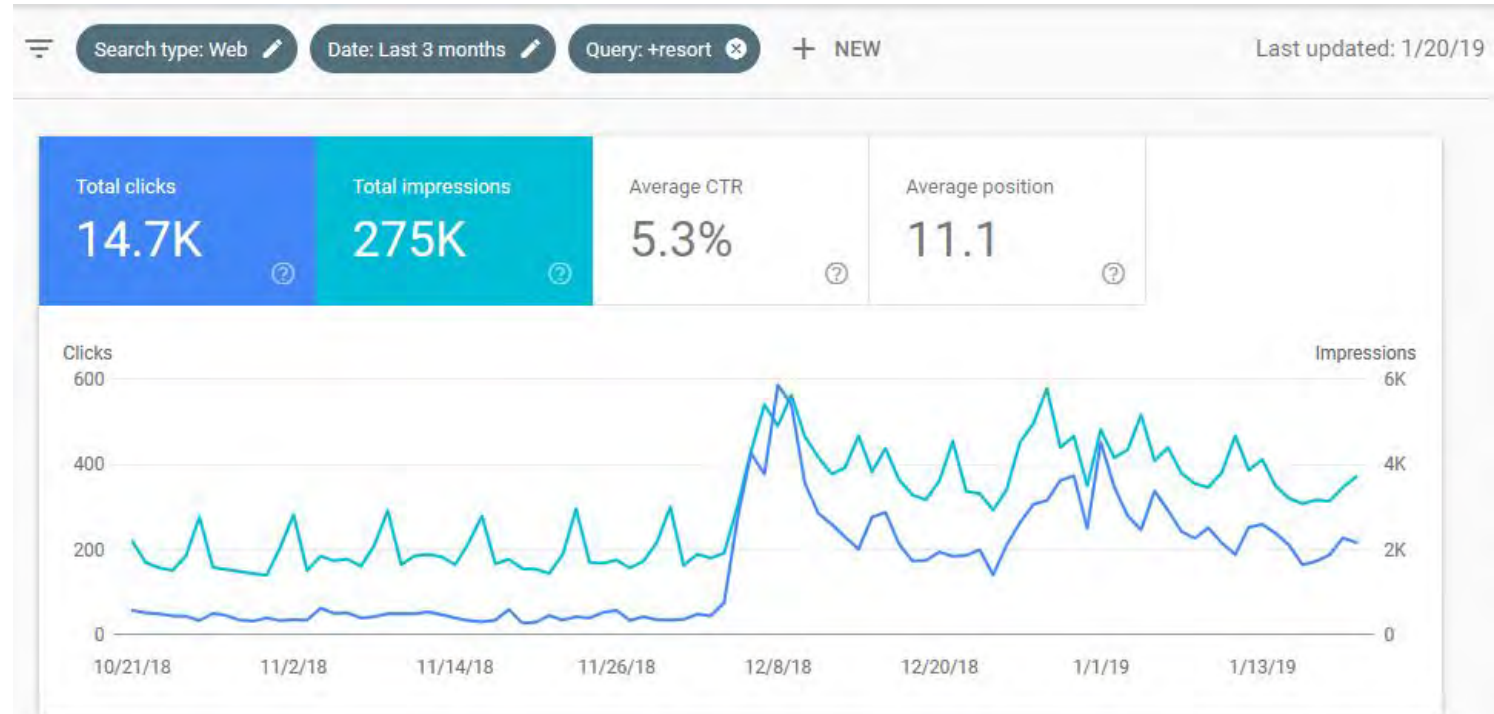 Search type: Web Date: Last 3 months Query: +resort + NEW Last updated: 1/20/19
Total clicks Total impressions Average CTR Average position
14.7K 275K 5.3% 11.1
Clicks Impressions
600 6K
400 4K
200 2K
0 0
10/21/18 11/2/18 11/14/18 11/26/18 12/8/18 12/20/18 1/1/19 1/13/19